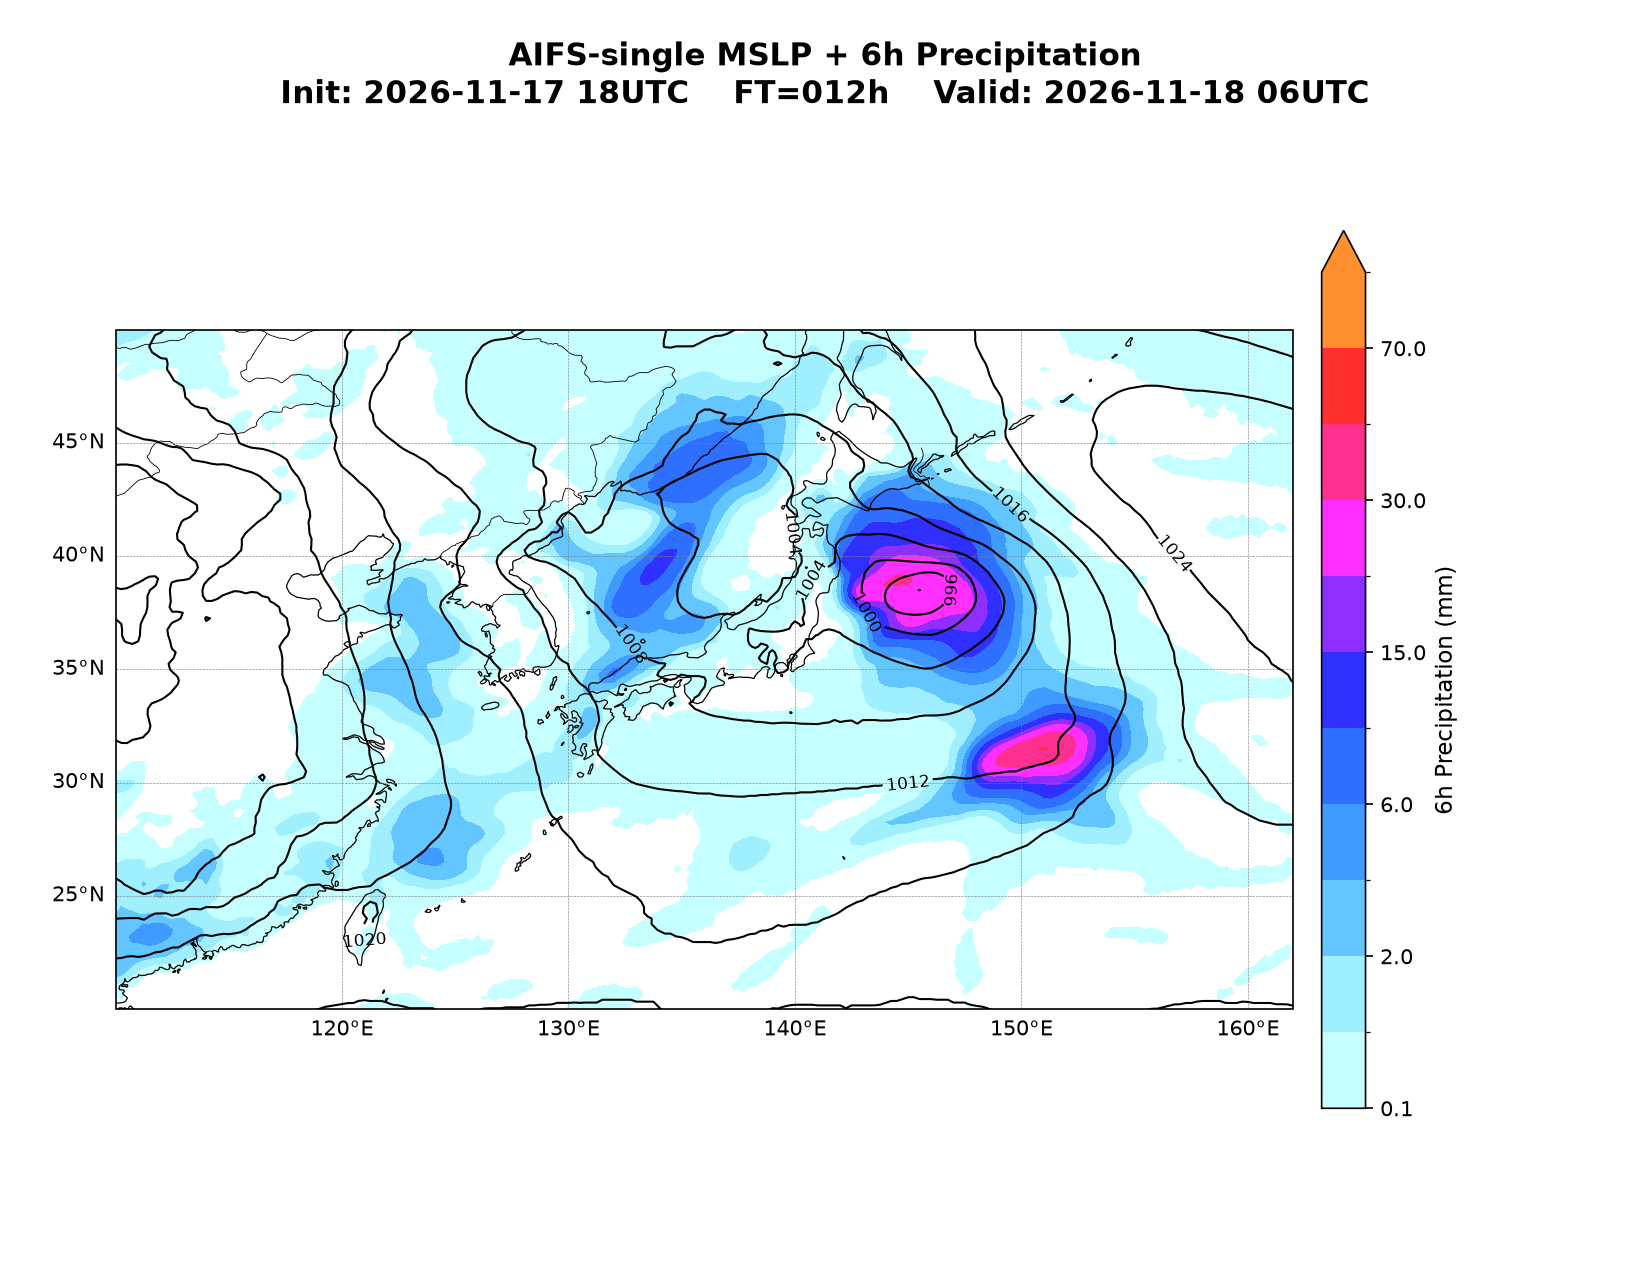 AIFS-single MSLP + 6h Precipitation
Init: 2026-11-17 18UTC    FT=012h    Valid: 2026-11-18 06UTC
45°N
40°N
35°N
30°N
25°N
120°E
130°E
140°E
150°E
160°E
1016
1024
1004
1004
996
1000
1008
1012
1020
70.0
30.0
15.0
6.0
2.0
0.1
6h Precipitation (mm)